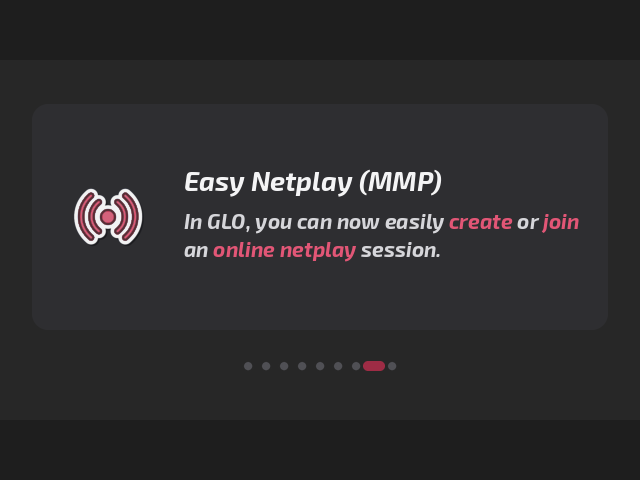 Easy Netplay (MMP)
In GLO, you can now easily create or join
an online netplay session.